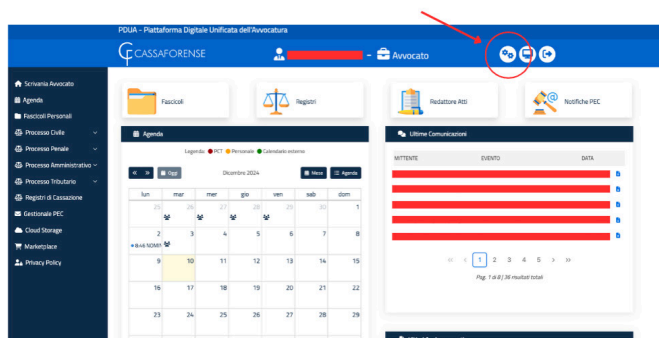 PDUA - Piattaforma Digitale Unificata dell'Avvocatura
CASSAFORENSE
- Avvocato
Scrivania Avvocato
Agenda
Fascicoli Personali
Processo Civile
Processo Penale
Processo Amministrativo
Processo Tributario
Registri di Cassazione
Gestionale PEC
Cloud Storage
Marketplace
Privacy Policy
Fascicoli
Registri
Redattore Atti
Notifiche PEC
Agenda
Legenda PCT Personale Calendario esterno
Oggi Dicembre 2024 Mese Agenda
lun mar mer gio ven sab dom
25 26 27 28 29 30 1
2 3 4 5 6 7 8
8:46 NOMI
9 10 11 12 13 14 15
16 17 18 19 20 21 22
23 24 25 26 27 28 29
Ultime Comunicazioni
MITTENTE EVENTO DATA
« ‹ 1 2 3 4 5 › »
Pag. 1 di 8 | 36 risultati totali